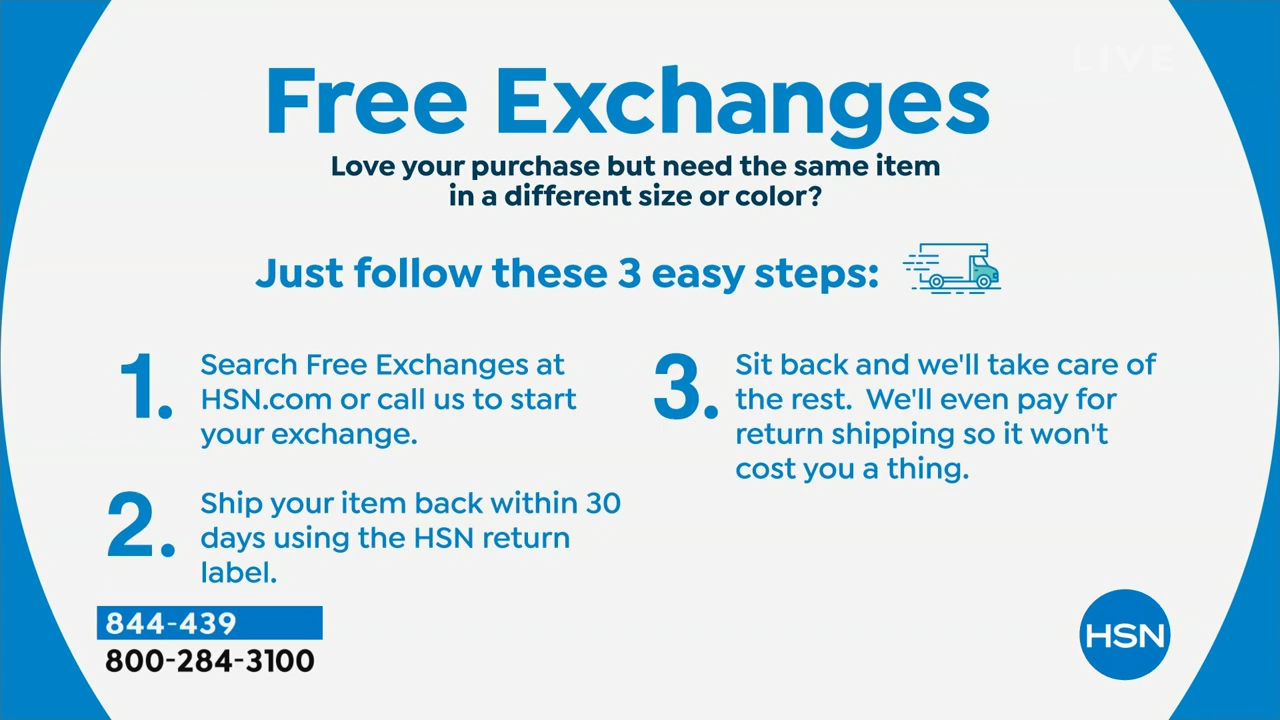 LIVE
Free Exchanges
Love your purchase but need the same item
in a different size or color?
Just follow these 3 easy steps:
1. Search Free Exchanges at
HSN.com or call us to start
your exchange.
2. Ship your item back within 30
days using the HSN return
label.
3. Sit back and we'll take care of
the rest.  We'll even pay for
return shipping so it won't
cost you a thing.
844-439
800-284-3100
HSN